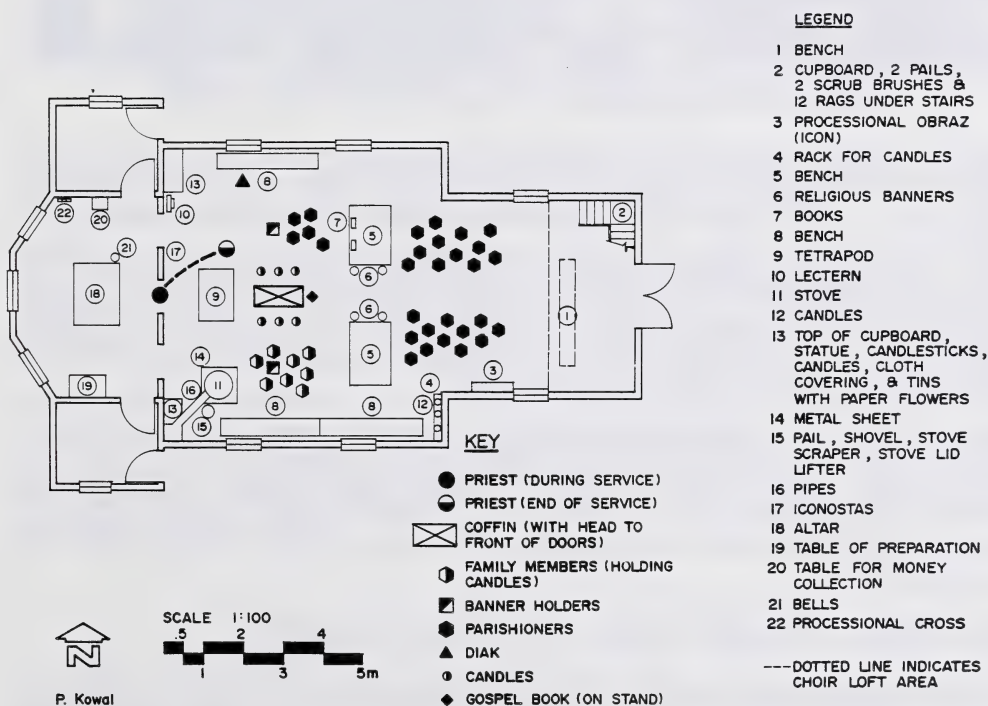 22
20
21
18
19
13
10
17
9
8
7
5
6
6
5
14
11
16
13
15
8
8
4
12
3
2
1
KEY
PRIEST (DURING SERVICE)
PRIEST (END OF SERVICE)
COFFIN (WITH HEAD TO
FRONT OF DOORS)
FAMILY MEMBERS (HOLDING
CANDLES)
BANNER HOLDERS
PARISHIONERS
DIAK
CANDLES
GOSPEL BOOK (ON STAND)
N
P. Kowal
SCALE 1:100
.5 2 4
1 3 5m
LEGEND
1 BENCH
2 CUPBOARD, 2 PAILS,
2 SCRUB BRUSHES &
12 RAGS UNDER STAIRS
3 PROCESSIONAL OBRAZ
(ICON)
4 RACK FOR CANDLES
5 BENCH
6 RELIGIOUS BANNERS
7 BOOKS
8 BENCH
9 TETRAPOD
10 LECTERN
11 STOVE
12 CANDLES
13 TOP OF CUPBOARD,
STATUE, CANDLESTICKS,
CANDLES, CLOTH
COVERING, & TINS
WITH PAPER FLOWERS
14 METAL SHEET
15 PAIL, SHOVEL, STOVE
SCRAPER, STOVE LID
LIFTER
16 PIPES
17 ICONOSTAS
18 ALTAR
19 TABLE OF PREPARATION
20 TABLE FOR MONEY
COLLECTION
21 BELLS
22 PROCESSIONAL CROSS
---DOTTED LINE INDICATES
CHOIR LOFT AREA